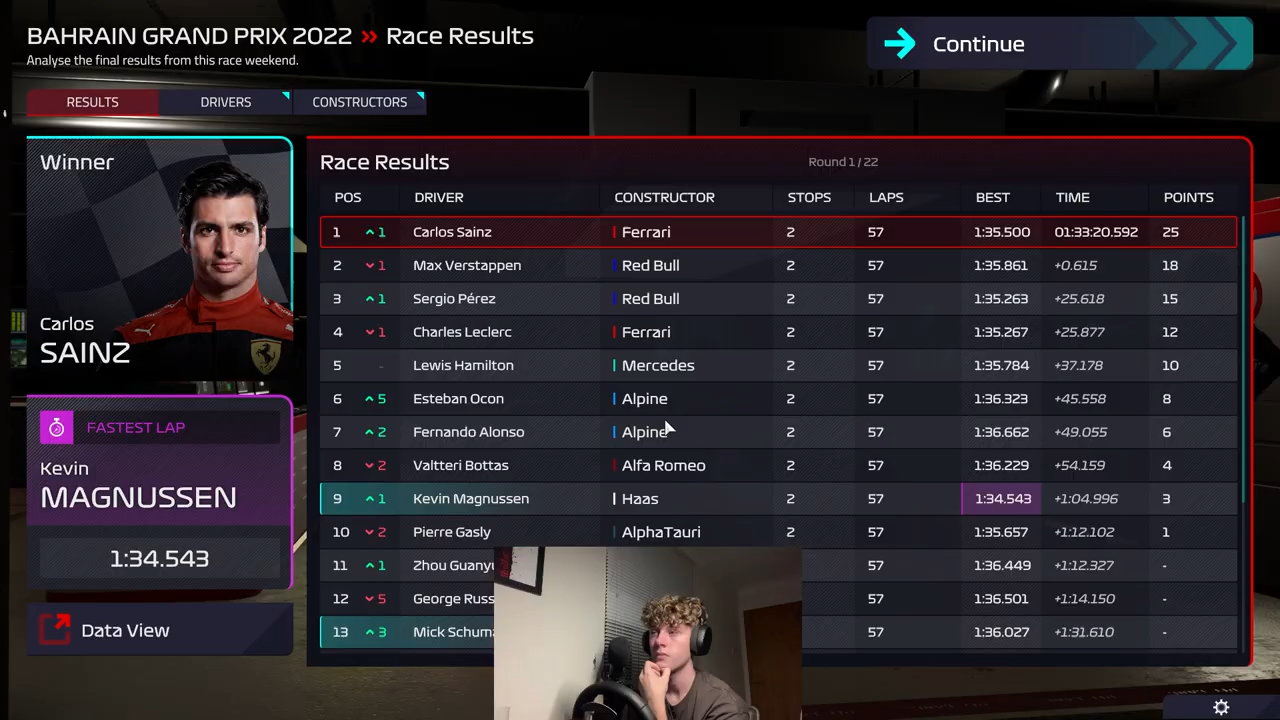 BAHRAIN GRAND PRIX 2022 » Race Results
Analyse the final results from this race weekend.
Continue
RESULTS DRIVERS CONSTRUCTORS
Winner
Carlos
SAINZ
FASTEST LAP
Kevin
MAGNUSSEN
1:34.543
Data View
Race Results Round 1 / 22
POS DRIVER CONSTRUCTOR STOPS LAPS BEST TIME POINTS
1 1 Carlos Sainz Ferrari 2 57 1:35.500 01:33:20.592 25
2 1 Max Verstappen Red Bull 2 57 1:35.861 +0.615 18
3 1 Sergio Pérez Red Bull 2 57 1:35.263 +25.618 15
4 1 Charles Leclerc Ferrari 2 57 1:35.267 +25.877 12
5 - Lewis Hamilton Mercedes 2 57 1:35.784 +37.178 10
6 5 Esteban Ocon Alpine 2 57 1:36.323 +45.558 8
7 2 Fernando Alonso Alpine 2 57 1:36.662 +49.055 6
8 2 Valtteri Bottas Alfa Romeo 2 57 1:36.229 +54.159 4
9 1 Kevin Magnussen Haas 2 57 1:34.543 +1:04.996 3
10 2 Pierre Gasly AlphaTauri 2 57 1:35.657 +1:12.102 1
11 1 Zhou Guanyu 57 1:36.449 +1:12.327 -
12 5 George Russ 57 1:36.501 +1:14.150 -
13 3 Mick Schum 57 1:36.027 +1:31.610 -